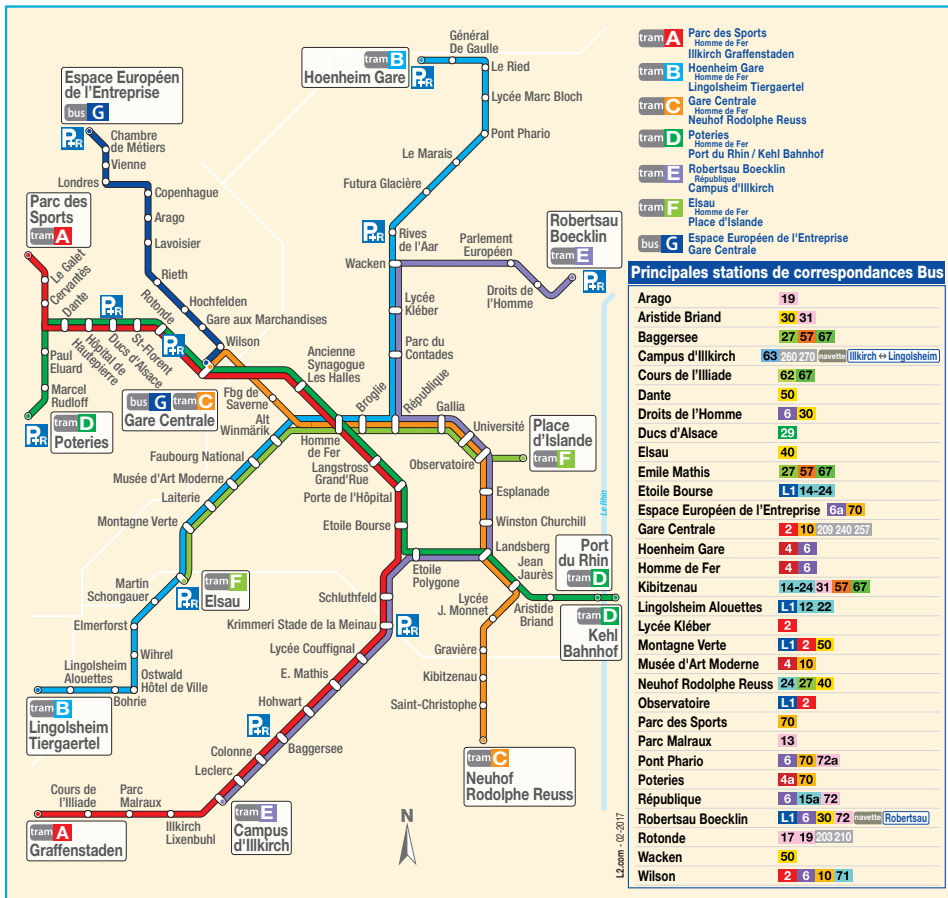 Espace Européen
de l'Entreprise
bus G
P+R
Chambre
de Métiers
Vienne
Londres
Copenhague
Arago
Lavoisier
Rieth
Hochfelden
Gare aux Marchandises
Wilson
Parc des
Sports
tram A
Le Galet
Cervantès
Dante
Hôpital de
Hautepierre
Ducs d'Alsace
St-Florent
Rotonde
P+R
P+R
Paul
Eluard
Marcel
Rudloff
P+R
tram D
Poteries
bus G tram C
Gare Centrale
tram B
Hoenheim Gare
P+R
Général
De Gaulle
Le Ried
Lycée Marc Bloch
Pont Phario
Le Marais
Futura Glacière
P+R
Rives
de l'Aar
Wacken
Parlement
Européen
Droits de
l'Homme
Robertsau
Boecklin
tram E
P+R
Lycée
Kléber
Parc du
Contades
Ancienne
Synagogue
Les Halles
Fbg de
Saverne
Alt
Winmärik
Broglie
République
Gallia
Université
Place
d'Islande
tram F
Observatoire
Faubourg National
Musée d'Art Moderne
Laiterie
Montagne Verte
Homme
de Fer
Langstross
Grand'Rue
Porte de l'Hôpital
Etoile Bourse
Esplanade
Winston Churchill
Landsberg
Jean
Jaurès
Port
du Rhin
tram D
Le Rhin
Martin
Schongauer
P+R
tram F
Elsau
Etoile
Polygone
Schluthfeld
Krimmeri Stade de la Meinau
P+R
Lycée
J. Monnet
Aristide
Briand
tram D
Kehl
Bahnhof
Elmerforst
Wihrel
Lingolsheim
Alouettes
Ostwald
Hôtel de Ville
Bohrie
tram B
Lingolsheim
Tiergaertel
Lycée Couffignal
E. Mathis
Hohwart
P+R
Baggersee
Colonne
Leclerc
Gravière
Kibitzenau
Saint-Christophe
tram C
Neuhof
Rodolphe Reuss
Cours de
l'Illiade
Parc
Malraux
Illkirch
Lixenbuhl
tram A
Graffenstaden
tram E
Campus
d'Illkirch
N
L2.com - 02-2017
tram A Parc des Sports
Homme de Fer
Illkirch Graffenstaden
tram B Hoenheim Gare
Homme de Fer
Lingolsheim Tiergaertel
tram C Gare Centrale
Homme de Fer
Neuhof Rodolphe Reuss
tram D Poteries
Homme de Fer
Port du Rhin / Kehl Bahnhof
tram E Robertsau Boecklin
République
Campus d'Illkirch
tram F Elsau
Homme de Fer
Place d'Islande
bus G Espace Européen de l'Entreprise
Gare Centrale
Principales stations de correspondances Bus
Arago 19
Aristide Briand 30 31
Baggersee 27 57 67
Campus d'Illkirch 63 260 270 navette Illkirch ↔ Lingolsheim
Cours de l'Illiade 62 67
Dante 50
Droits de l'Homme 6 30
Ducs d'Alsace 29
Elsau 40
Emile Mathis 27 57 67
Etoile Bourse L1 14-24
Espace Européen de l'Entreprise 6a 70
Gare Centrale 2 10 209 240 257
Hoenheim Gare 4 6
Homme de Fer 4 6
Kibitzenau 14-24 31 57 67
Lingolsheim Alouettes L1 12 22
Lycée Kléber 2
Montagne Verte L1 2 50
Musée d'Art Moderne 4 10
Neuhof Rodolphe Reuss 24 27 40
Observatoire L1 2
Parc des Sports 70
Parc Malraux 13
Pont Phario 6 70 72a
Poteries 4a 70
République 6 15a 72
Robertsau Boecklin L1 6 30 72 navette Robertsau
Rotonde 17 19 203 210
Wacken 50
Wilson 2 6 10 71